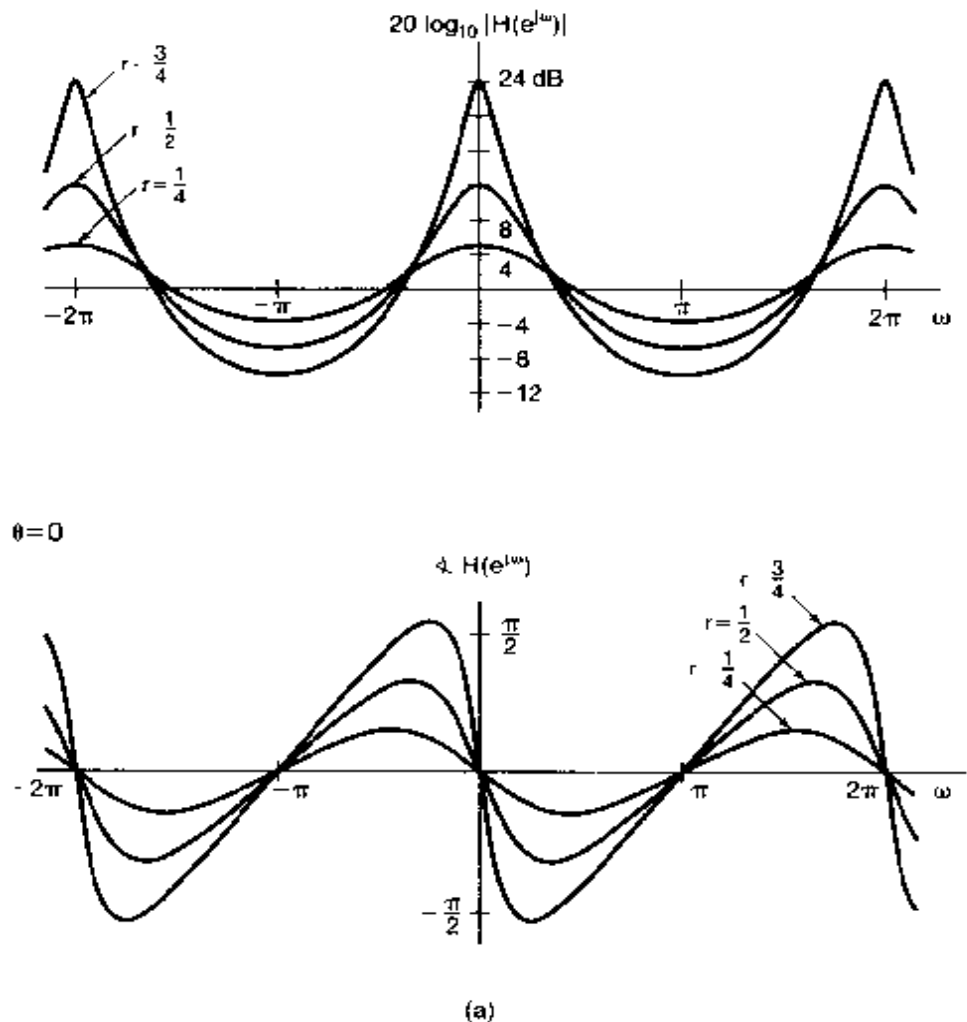 20 log₁₀ |H(e^jω)|
r - 3/4
24 dB
r 1/2
r = 1/4
8
4
−2π
−π
π
2π
ω
−4
−8
−12
θ=0
∢ H(e^jω)
r 3/4
π/2
r = 1/2
r 1/4
- 2π
−π
π
2π
ω
−π/2
(a)